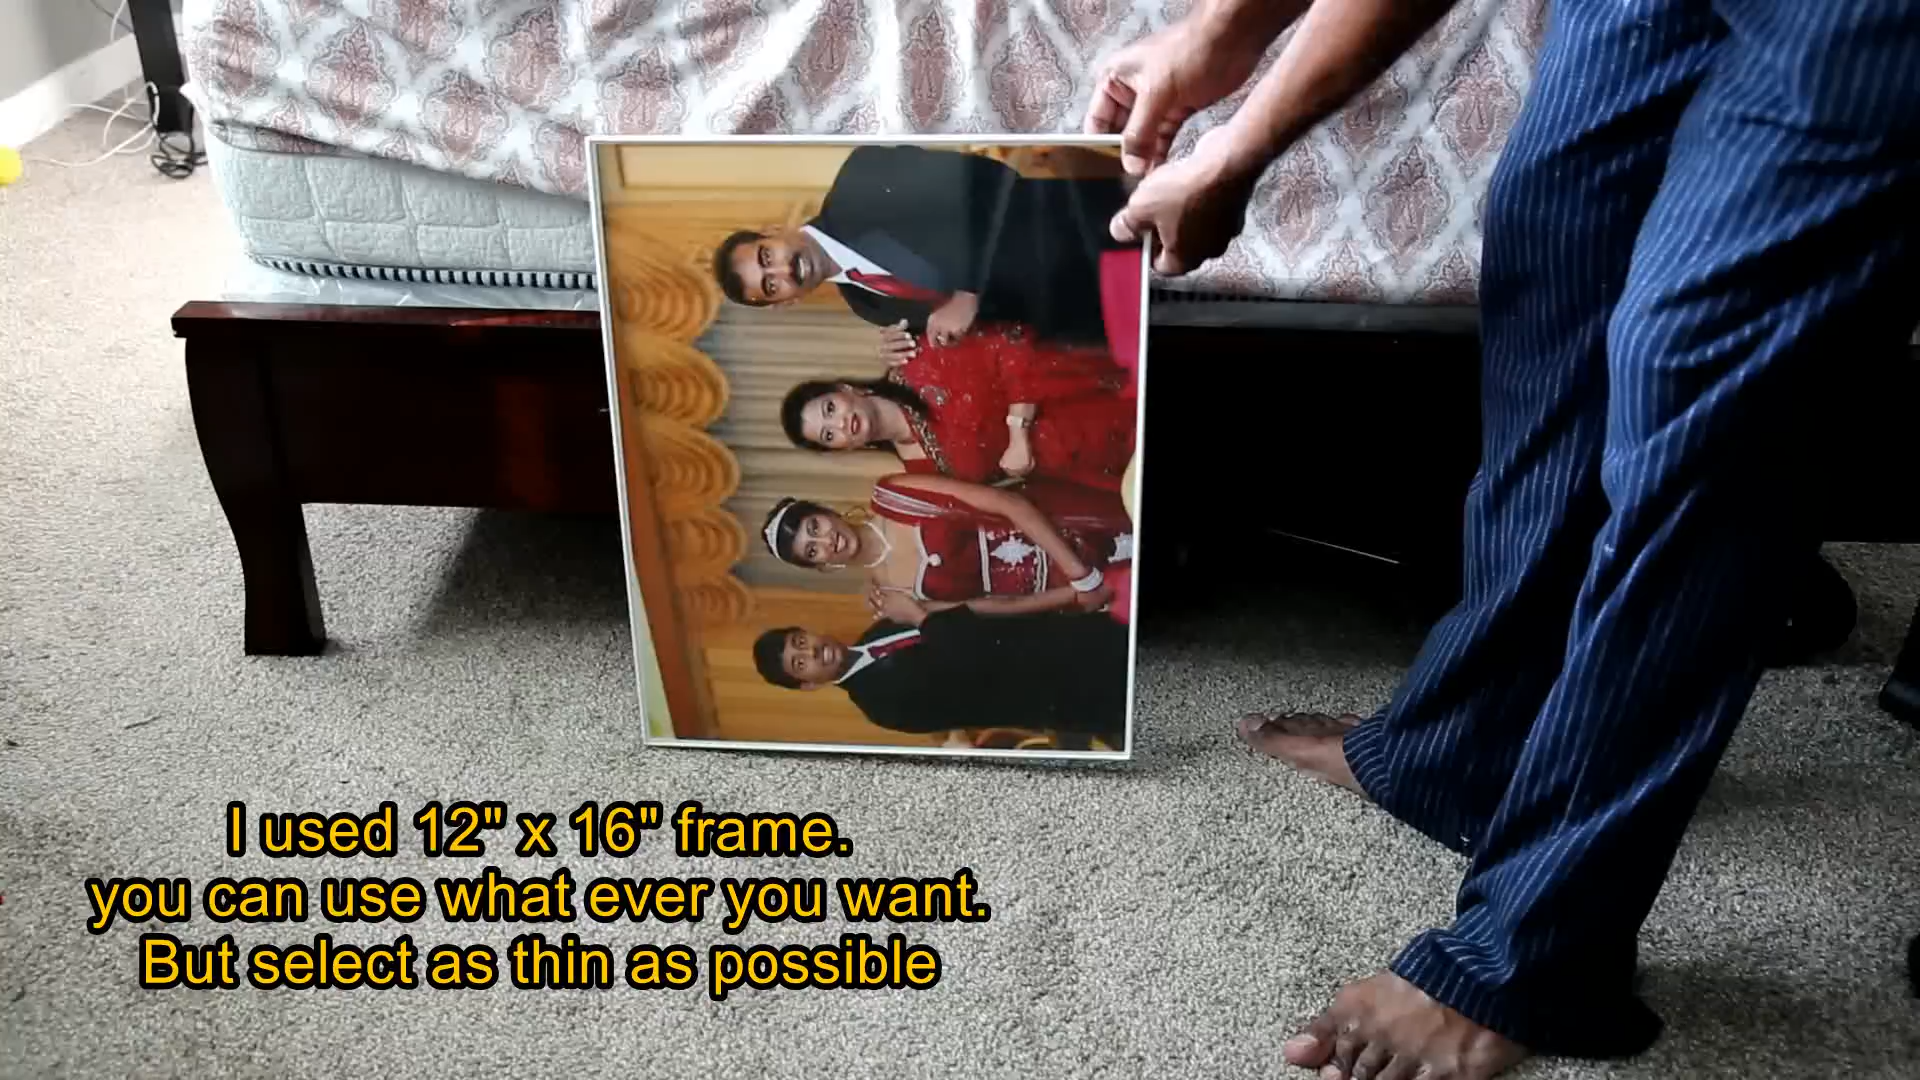 I used 12" x 16" frame.
you can use what ever you want.
But select as thin as possible